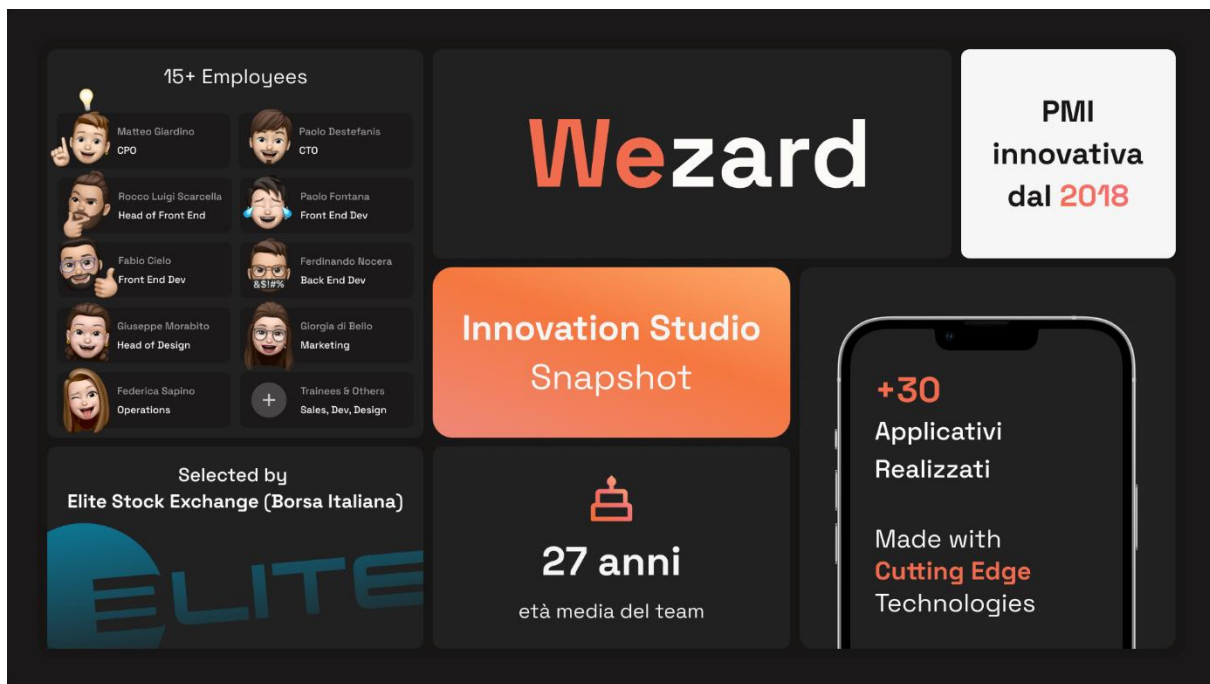 15+ Employees
Matteo Giardino
CPO
Paolo Destefanis
CTO
Rocco Luigi Scarcella
Head of Front End
Paolo Fontana
Front End Dev
Fabio Cielo
Front End Dev
&$!#%
Ferdinando Nocera
Back End Dev
Giuseppe Morabito
Head of Design
Giorgia di Bello
Marketing
Federica Sapino
Operations
+
Trainees & Others
Sales, Dev, Design
Wezard
PMI
innovativa
dal 2018
Innovation Studio
Snapshot
+30
Applicativi
Realizzati
Made with
Cutting Edge
Technologies
Selected by
Elite Stock Exchange (Borsa Italiana)
ELITE
27 anni
età media del team